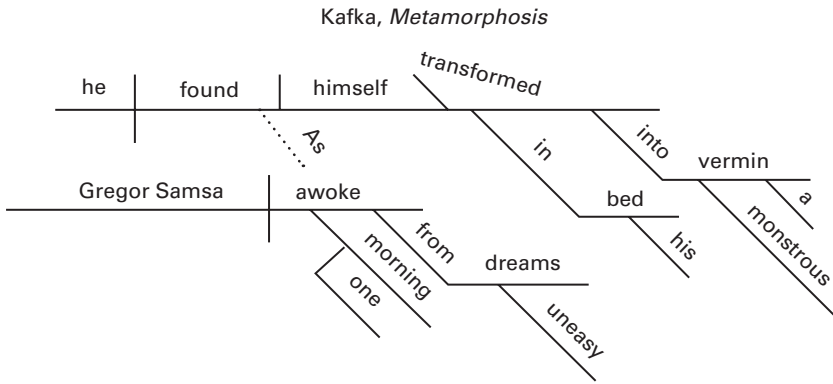 Kafka, Metamorphosis
he found himself transformed
As in into
vermin
a
Gregor Samsa awoke
bed
his
monstrous
from
morning
dreams
one
uneasy